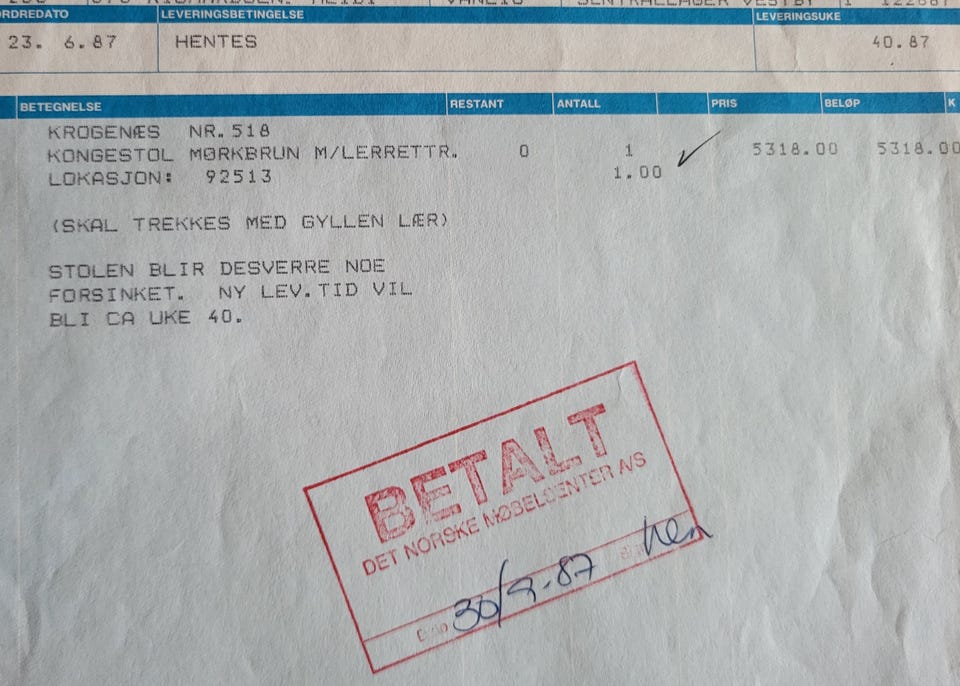 ORDREDATO LEVERINGSBETINGELSE LEVERINGSUKE
23. 6.87 HENTES 40.87
BETEGNELSE RESTANT ANTALL PRIS BELØP K
KROGENÆS NR.518
KONGESTOL MØRKBRUN M/LERRETTR. 0 1 5318.00 5318.00
LOKASJON: 92513 1.00
(SKAL TREKKES MED GYLLEN LÆR)
STOLEN BLIR DESVERRE NOE
FORSINKET. NY LEV.TID VIL
BLI CA UKE 40.
BETALT
DET NORSKE MØBELSENTER A/S
30/9-87